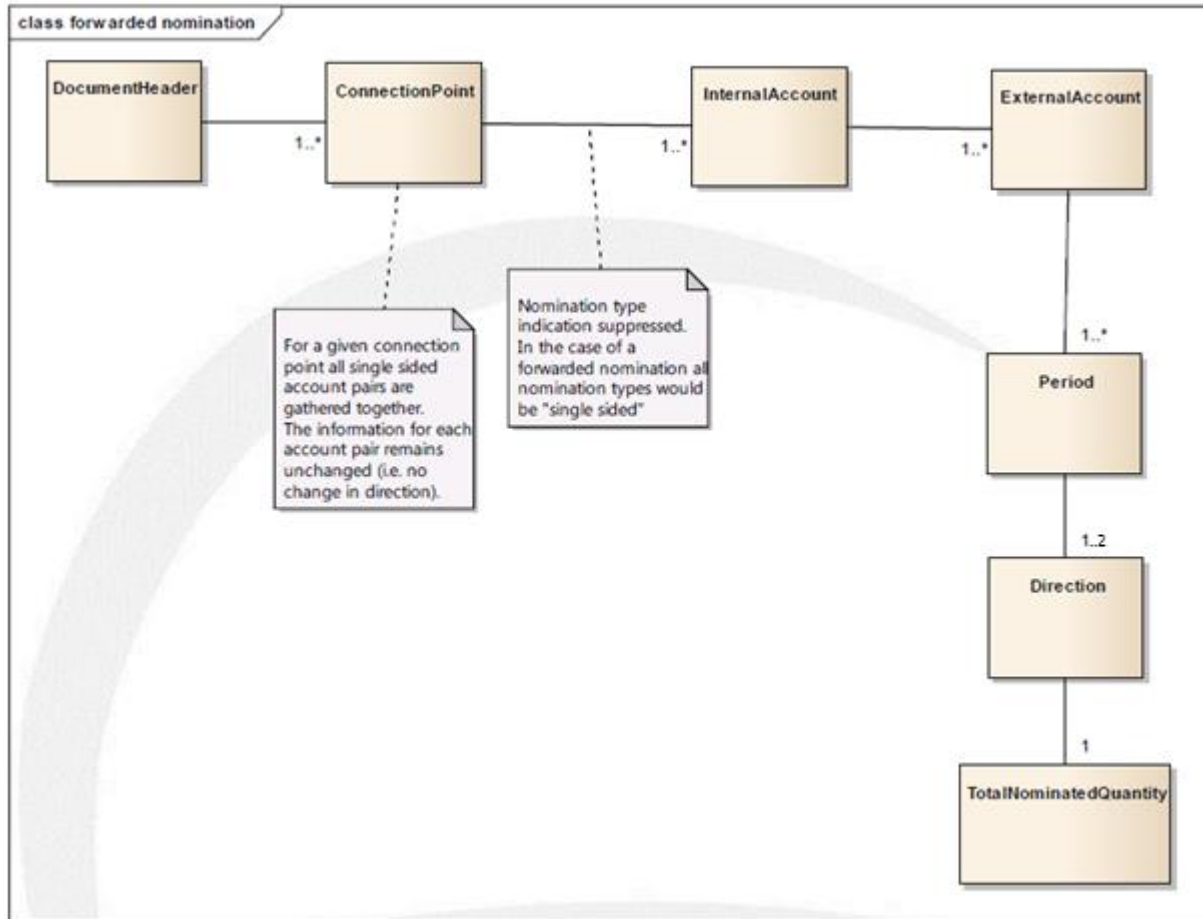 class forwarded nomination
DocumentHeader
ConnectionPoint
InternalAccount
ExternalAccount
1..*
1..*
1..*
Nomination type
indication suppressed.
In the case of a
forwarded nomination all
nomination types would
be "single sided"
For a given connection
point all single sided
account pairs are
gathered together.
The information for each
account pair remains
unchanged (i.e. no
change in direction).
1..*
Period
1..2
Direction
1
TotalNominatedQuantity